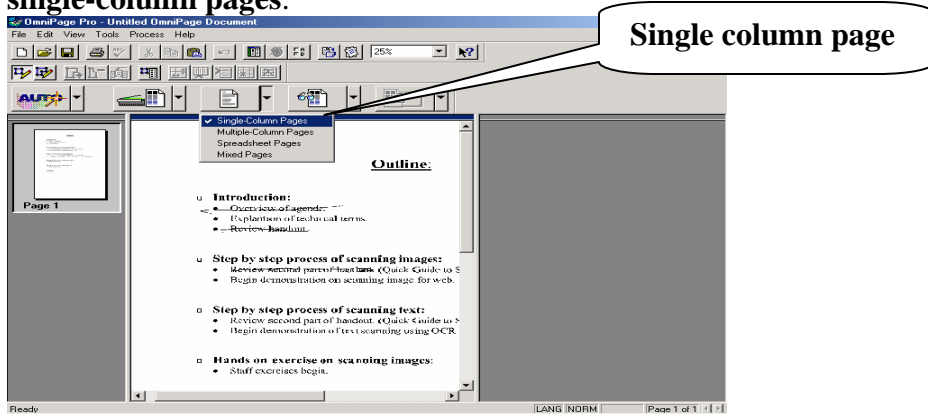 single-column pages.
Single column page
OmniPage Pro - Untitled OmniPage Document
File Edit View Tools Process Help
25%
AUTO
Single-Column Pages
Multiple-Column Pages
Spreadsheet Pages
Mixed Pages
Page 1
Outline:
Introduction:
Overview of agenda.
Explantion of technical terms.
Review handout.
Step by step process of scanning images:
Review second part of handout. (Quick Guide to S
Begin demonstration on scanning image for web.
Step by step process of scanning text:
Review second part of handout. (Quick Guide to S
Begin demonstration of text scanning using OCR
Hands on exercise on scanning images:
Staff exercises begin.
Ready
LANG NORM Page 1 of 1